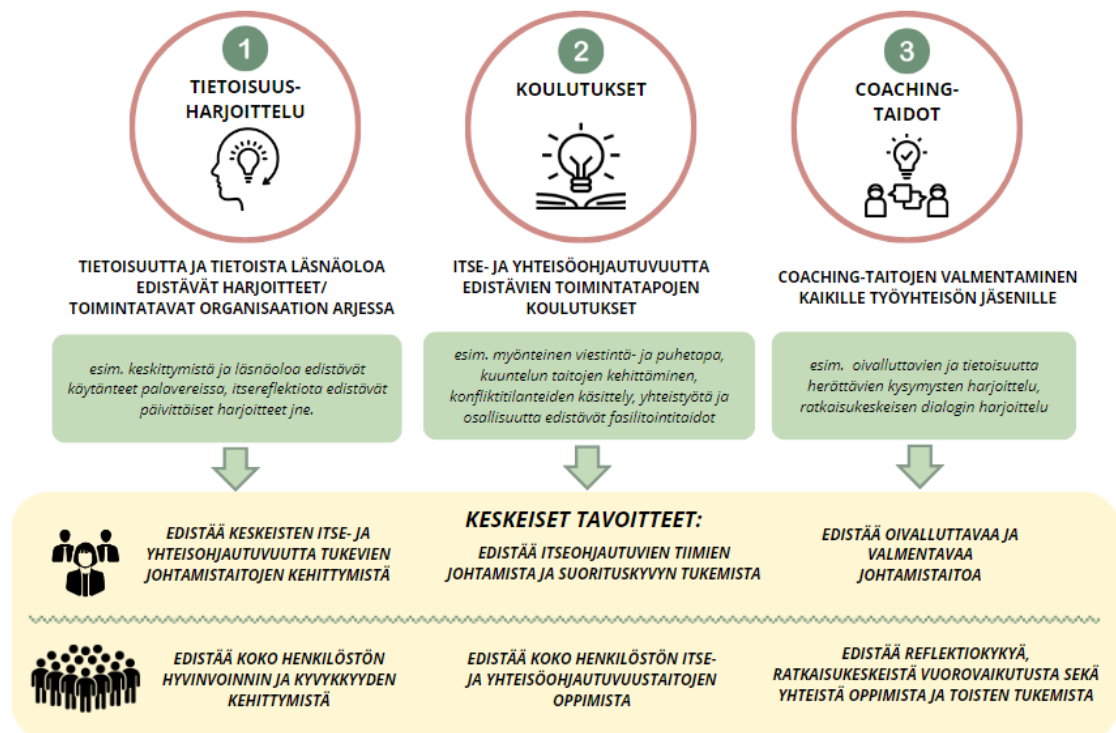 1
TIETOISUUS-
HARJOITTELU
TIETOISUUTTA JA TIETOISTA LÄSNÄOLOA
EDISTÄVÄT HARJOITTEET/
TOIMINTATAVAT ORGANISAATION ARJESSA
esim. keskittymistä ja läsnäoloa edistävät
käytänteet palavereissa, itsereflektiota edistävät
päivittäiset harjoitteet jne.
2
KOULUTUKSET
ITSE- JA YHTEISÖOHJAUTUVUUTTA
EDISTÄVIEN TOIMINTATAPOJEN
KOULUTUKSET
esim. myönteinen viestintä- ja puhetapa,
kuuntelun taitojen kehittäminen,
konfliktitilanteiden käsittely, yhteistyötä ja
osallisuutta edistävät fasilitointitaidot
3
COACHING-
TAIDOT
COACHING-TAITOJEN VALMENTAMINEN
KAIKILLE TYÖYHTEISÖN JÄSENILLE
esim. oivalluttavien ja tietoisuutta
herättävien kysymysten harjoittelu,
ratkaisukeskeisen dialogin harjoittelu
KESKEISET TAVOITTEET:
EDISTÄÄ KESKEISTEN ITSE- JA
YHTEISOHJAUTUVUUTTA TUKEVIEN
JOHTAMISTAITOJEN KEHITTYMISTÄ
EDISTÄÄ ITSEOHJAUTUVIEN TIIMIEN
JOHTAMISTA JA SUORITUSKYVYN TUKEMISTA
EDISTÄÄ OIVALLUTTAVAA JA
VALMENTAVAA
JOHTAMISTAITOA
EDISTÄÄ KOKO HENKILÖSTÖN
HYVINVOINNIN JA KYVYKKYYDEN
KEHITTYMISTÄ
EDISTÄÄ KOKO HENKILÖSTÖN ITSE-
JA YHTEISÖOHJAUTUVUUSTAITOJEN
OPPIMISTA
EDISTÄÄ REFLEKTIOKYKYÄ,
RATKAISUKESKEISTÄ VUOROVAIKUTUSTA SEKÄ
YHTEISTÄ OPPIMISTA JA TOISTEN TUKEMISTA